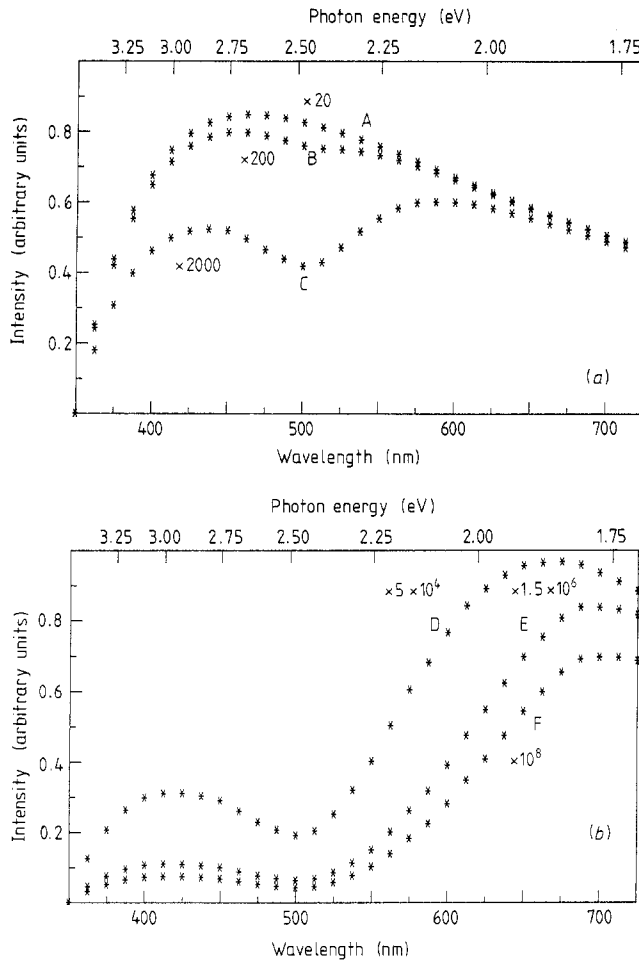 Photon energy (eV)
3.25 3.00 2.75 2.50 2.25 2.00 1.75
×20
A
0.8
B
×200
0.6
×2000
0.4
C
0.2
(a)
Intensity (arbitrary units)
400 500 600 700
Wavelength (nm)
Photon energy (eV)
3.25 3.00 2.75 2.50 2.25 2.00 1.75
×5 ×10⁴
×1.5 ×10⁶
D
E
0.8
0.6
F
×10⁸
0.4
0.2
(b)
Intensity (arbitrary units)
400 500 600 700
Wavelength (nm)